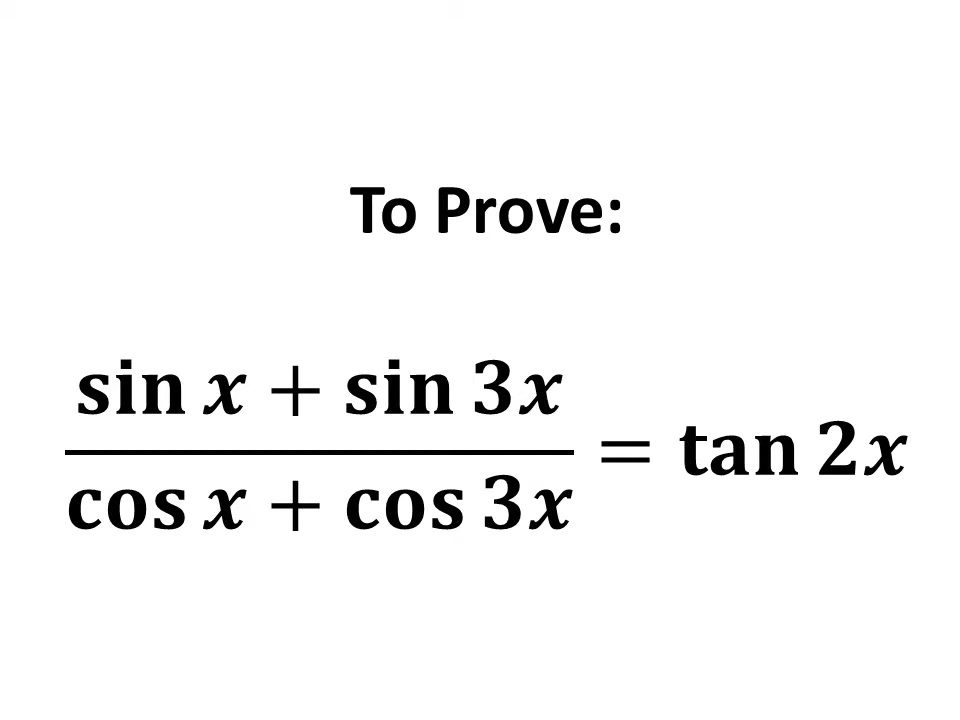 To Prove:
sin x + sin 3x
cos x + cos 3x
= tan 2x